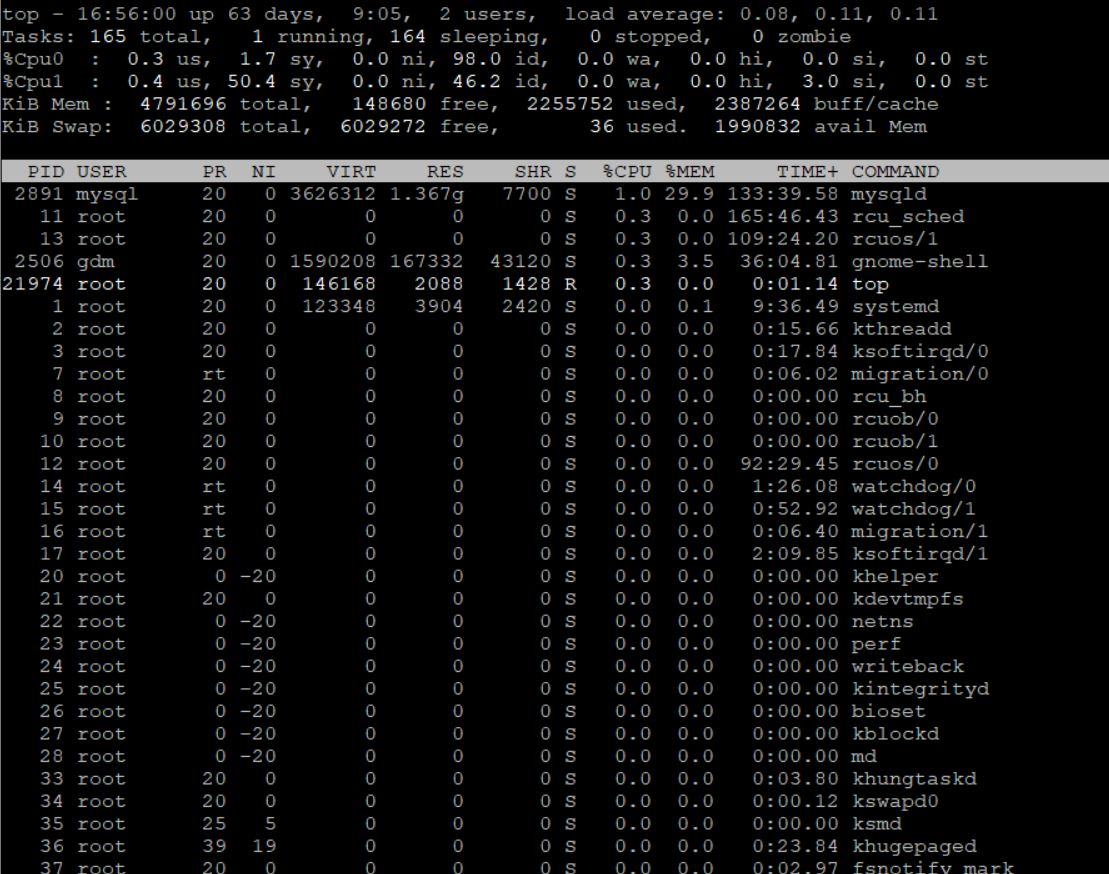 top - 16:56:00 up 63 days,  9:05,  2 users,  load average: 0.08, 0.11, 0.11
Tasks: 165 total,   1 running, 164 sleeping,   0 stopped,   0 zombie
%Cpu0  :  0.3 us,  1.7 sy,  0.0 ni, 98.0 id,  0.0 wa,  0.0 hi,  0.0 si,  0.0 st
%Cpu1  :  0.4 us, 50.4 sy,  0.0 ni, 46.2 id,  0.0 wa,  0.0 hi,  3.0 si,  0.0 st
KiB Mem :  4791696 total,   148680 free,  2255752 used,  2387264 buff/cache
KiB Swap:  6029308 total,  6029272 free,       36 used.  1990832 avail Mem
  PID USER      PR  NI    VIRT    RES    SHR S  %CPU %MEM     TIME+ COMMAND
 2891 mysql     20   0 3626312 1.367g   7700 S   1.0 29.9 133:39.58 mysqld
   11 root      20   0       0      0      0 S   0.3  0.0 165:46.43 rcu_sched
   13 root      20   0       0      0      0 S   0.3  0.0 109:24.20 rcuos/1
 2506 gdm       20   0 1590208 167332  43120 S   0.3  3.5  36:04.81 gnome-shell
21974 root      20   0  146168   2088   1428 R   0.3  0.0   0:01.14 top
    1 root      20   0  123348   3904   2420 S   0.0  0.1   9:36.49 systemd
    2 root      20   0       0      0      0 S   0.0  0.0   0:15.66 kthreadd
    3 root      20   0       0      0      0 S   0.0  0.0   0:17.84 ksoftirqd/0
    7 root      rt   0       0      0      0 S   0.0  0.0   0:06.02 migration/0
    8 root      20   0       0      0      0 S   0.0  0.0   0:00.00 rcu_bh
    9 root      20   0       0      0      0 S   0.0  0.0   0:00.00 rcuob/0
   10 root      20   0       0      0      0 S   0.0  0.0   0:00.00 rcuob/1
   12 root      20   0       0      0      0 S   0.0  0.0  92:29.45 rcuos/0
   14 root      rt   0       0      0      0 S   0.0  0.0   1:26.08 watchdog/0
   15 root      rt   0       0      0      0 S   0.0  0.0   0:52.92 watchdog/1
   16 root      rt   0       0      0      0 S   0.0  0.0   0:06.40 migration/1
   17 root      20   0       0      0      0 S   0.0  0.0   2:09.85 ksoftirqd/1
   20 root       0 -20       0      0      0 S   0.0  0.0   0:00.00 khelper
   21 root      20   0       0      0      0 S   0.0  0.0   0:00.00 kdevtmpfs
   22 root       0 -20       0      0      0 S   0.0  0.0   0:00.00 netns
   23 root       0 -20       0      0      0 S   0.0  0.0   0:00.00 perf
   24 root       0 -20       0      0      0 S   0.0  0.0   0:00.00 writeback
   25 root       0 -20       0      0      0 S   0.0  0.0   0:00.00 kintegrityd
   26 root       0 -20       0      0      0 S   0.0  0.0   0:00.00 bioset
   27 root       0 -20       0      0      0 S   0.0  0.0   0:00.00 kblockd
   28 root       0 -20       0      0      0 S   0.0  0.0   0:00.00 md
   33 root      20   0       0      0      0 S   0.0  0.0   0:03.80 khungtaskd
   34 root      20   0       0      0      0 S   0.0  0.0   0:00.12 kswapd0
   35 root      25   5       0      0      0 S   0.0  0.0   0:00.00 ksmd
   36 root      39  19       0      0      0 S   0.0  0.0   0:23.84 khugepaged
   37 root      20   0       0      0      0 S   0.0  0.0   0:02.97 fsnotify_mark